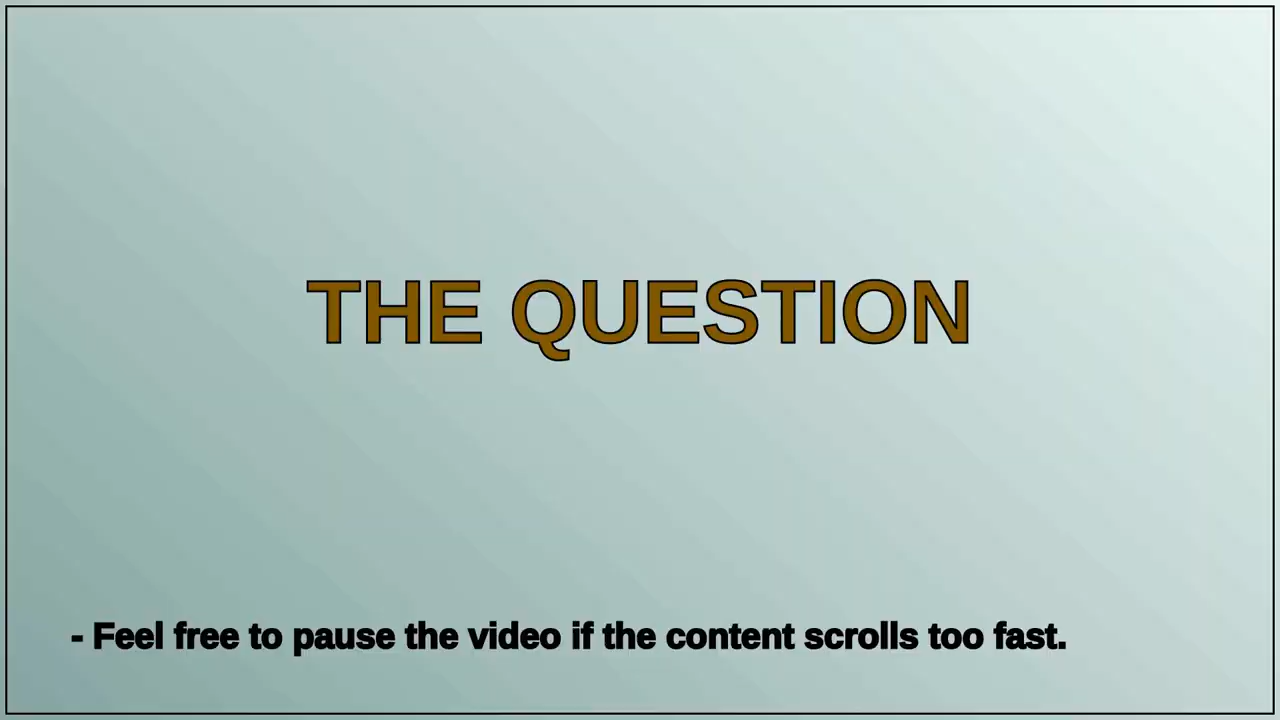 THE QUESTION
- Feel free to pause the video if the content scrolls too fast.